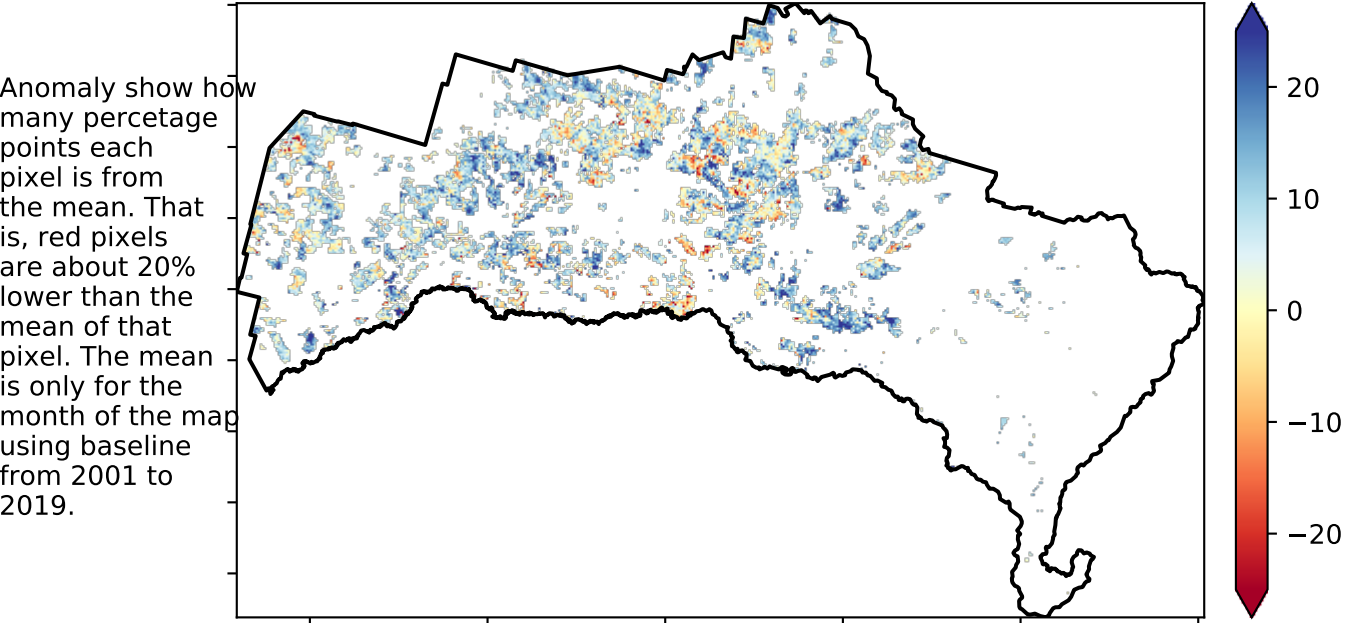 Anomaly show how
many percetage
points each
pixel is from
the mean. That
is, red pixels
are about 20%
lower than the
mean of that
pixel. The mean
is only for the
month of the map
using baseline
from 2001 to
2019.
20
10
0
−10
−20